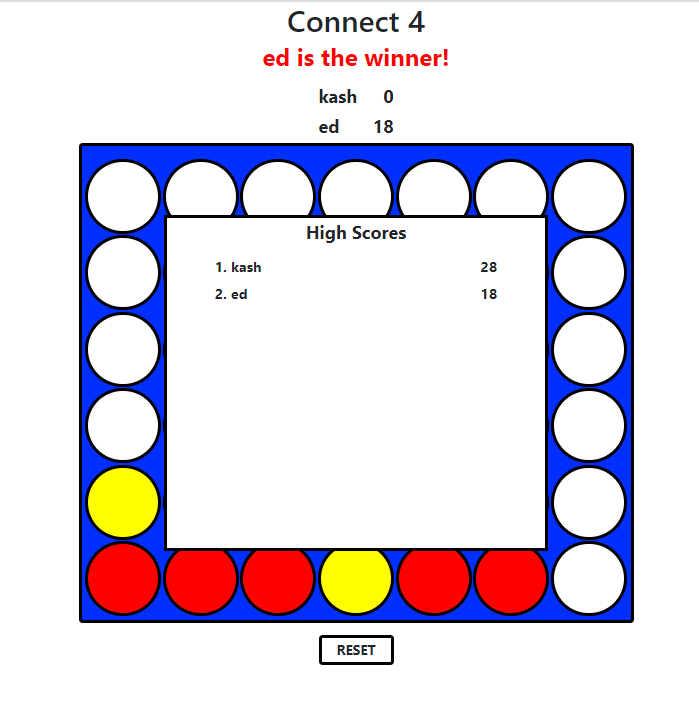 Connect 4
ed is the winner!
kash 0
ed 18
High Scores
1. kash 28
2. ed 18
RESET